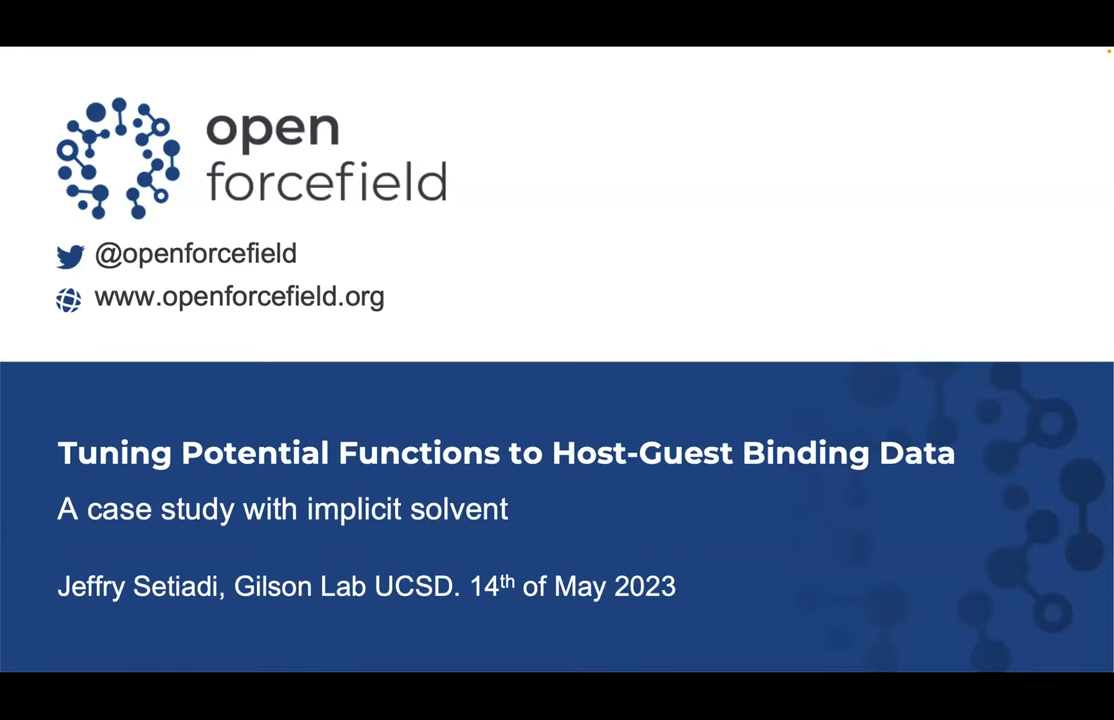 open
forcefield
@openforcefield
www.openforcefield.org
Tuning Potential Functions to Host-Guest Binding Data
A case study with implicit solvent
Jeffry Setiadi, Gilson Lab UCSD. 14th of May 2023